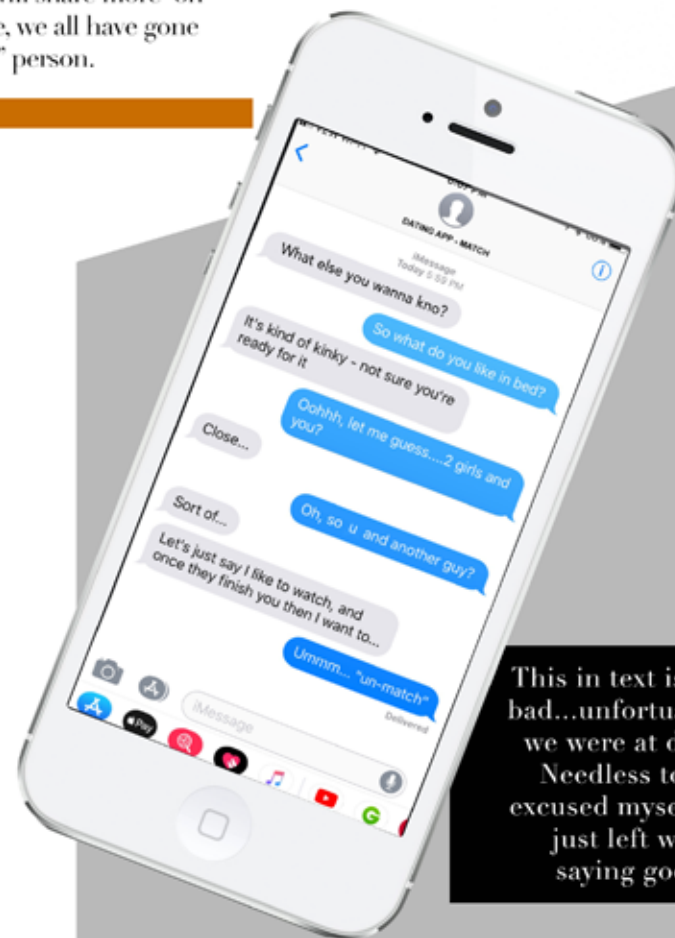 e, we all have gone
" person.
DATING APP - MATCH
iMessage
Today 5:59 PM
What else you wanna kno?
So what do you like in bed?
It's kind of kinky - not sure you're
ready for it
Oohhh, let me guess....2 girls and
you?
Close...
Oh, so u and another guy?
Sort of...
Let's just say I like to watch, and
once they finish you then I want to...
Ummm... "un-match"
Delivered
iMessage
Pay
G
This in text is
bad...unfortu
we were at
Needless to
excused myse
just left w
saying goo